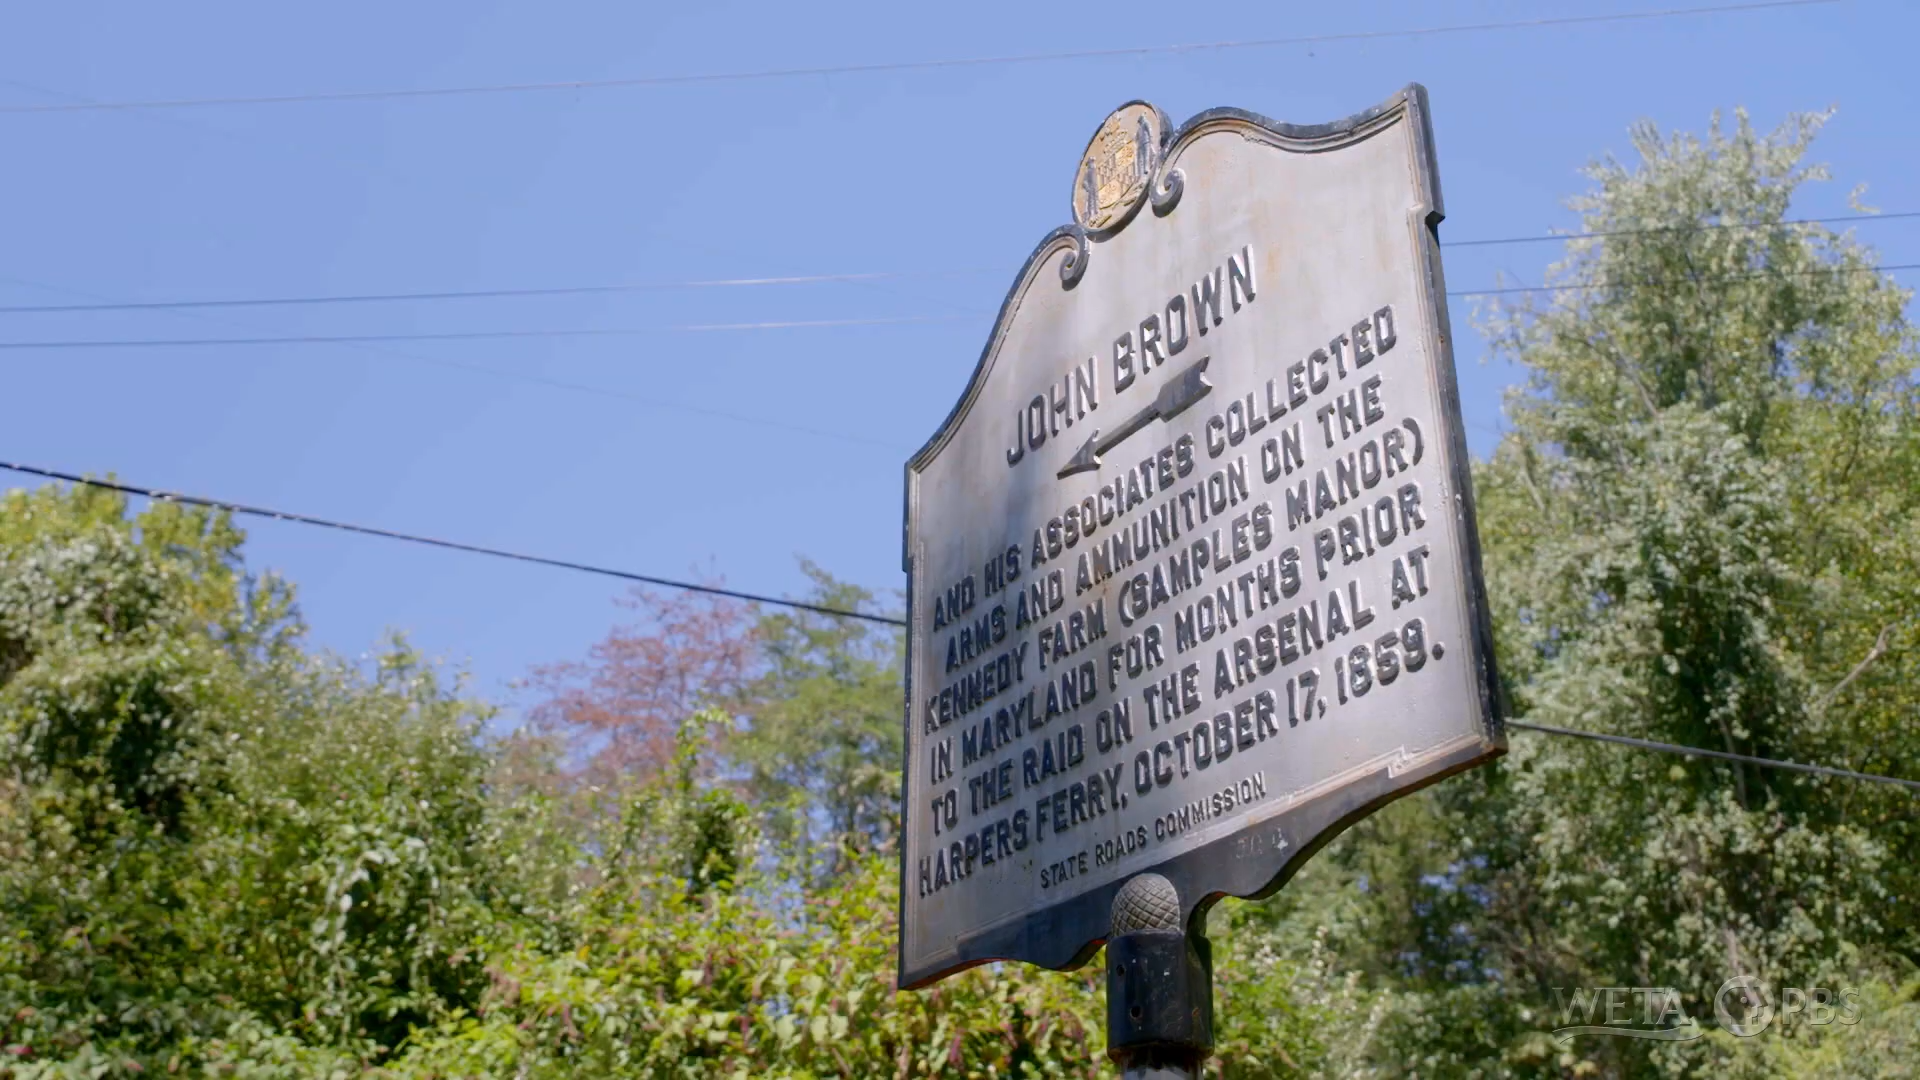 JOHN BROWN
AND HIS ASSOCIATES COLLECTED
ARMS AND AMMUNITION ON THE
KENNEDY FARM (SAMPLES MANOR)
IN MARYLAND FOR MONTHS PRIOR
TO THE RAID ON THE ARSENAL AT
HARPERS FERRY, OCTOBER 17, 1859.
STATE ROADS COMMISSION
WETA PBS